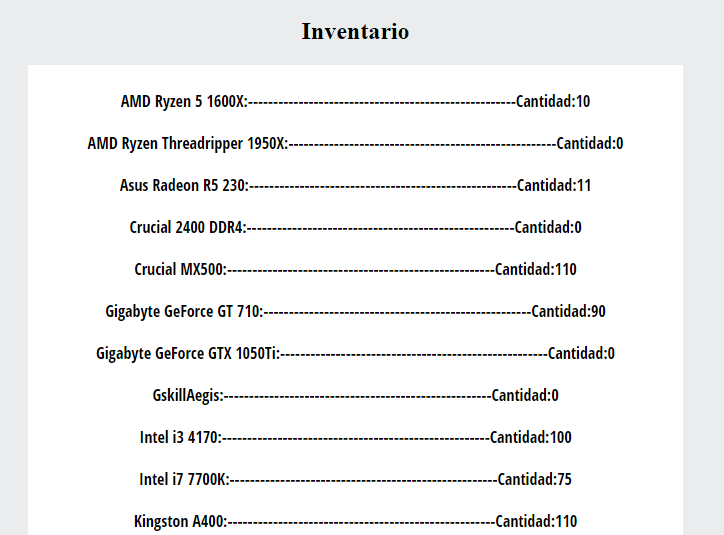 Inventario
AMD Ryzen 5 1600X:-----------------------------------------------------Cantidad:10
AMD Ryzen Threadripper 1950X:-----------------------------------------------------Cantidad:0
Asus Radeon R5 230:-----------------------------------------------------Cantidad:11
Crucial 2400 DDR4:-----------------------------------------------------Cantidad:0
Crucial MX500:-----------------------------------------------------Cantidad:110
Gigabyte GeForce GT 710:-----------------------------------------------------Cantidad:90
Gigabyte GeForce GTX 1050Ti:-----------------------------------------------------Cantidad:0
GskillAegis:-----------------------------------------------------Cantidad:0
Intel i3 4170:-----------------------------------------------------Cantidad:100
Intel i7 7700K:-----------------------------------------------------Cantidad:75
Kingston A400:-----------------------------------------------------Cantidad:110